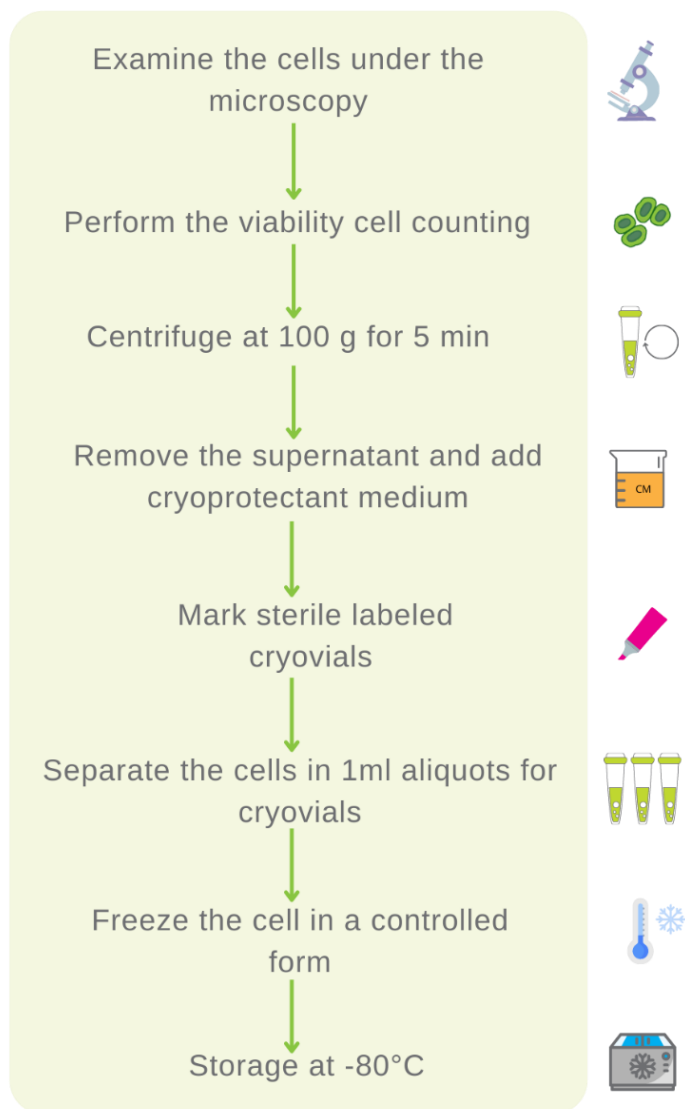 Examine the cells under the
microscopy
Perform the viability cell counting
Centrifuge at 100 g for 5 min
Remove the supernatant and add
cryoprotectant medium
CM
Mark sterile labeled
cryovials
Separate the cells in 1ml aliquots for
cryovials
Freeze the cell in a controlled
form
Storage at -80°C